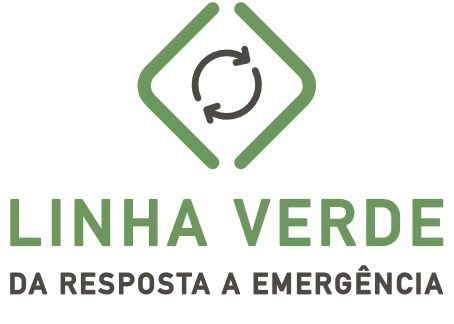 LINHA VERDE
DA RESPOSTA A EMERGÊNCIA